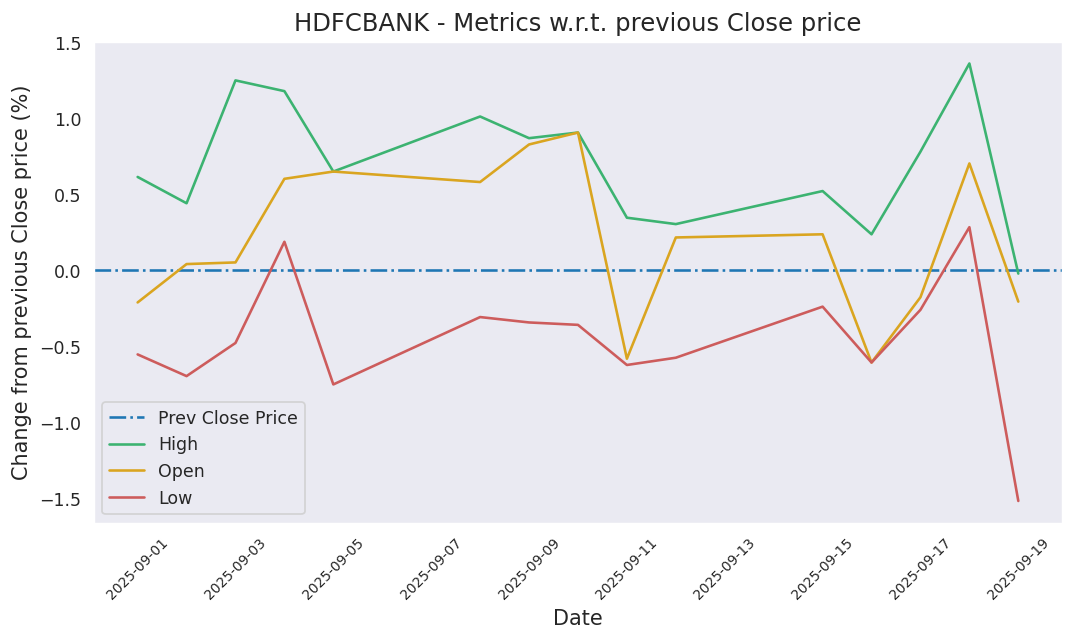 HDFCBANK - Metrics w.r.t. previous Close price
Change from previous Close price (%)
1.5
1.0
0.5
0.0
−0.5
−1.0
−1.5
Prev Close Price
High
Open
Low
2025-09-01
2025-09-03
2025-09-05
2025-09-07
2025-09-09
2025-09-11
2025-09-13
2025-09-15
2025-09-17
2025-09-19
Date